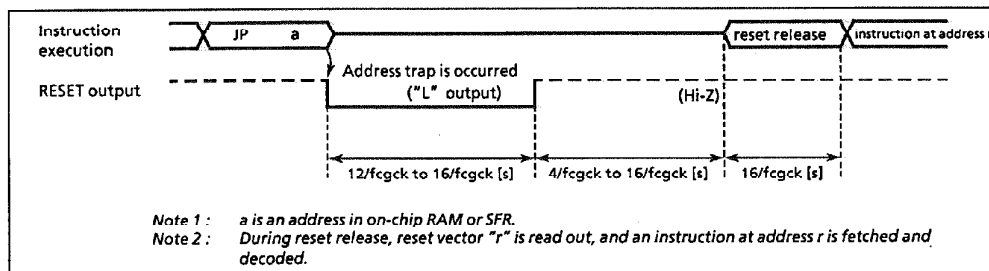 Instruction execution
JP a
reset release
instruction at address r
Address trap is occurred
("L" output)
RESET output
(Hi-Z)
12/fcgck to 16/fcgck [s]
4/fcgck to 16/fcgck [s]
16/fcgck [s]
Note 1 : a is an address in on-chip RAM or SFR.
Note 2 : During reset release, reset vector "r" is read out, and an instruction at address r is fetched and
decoded.